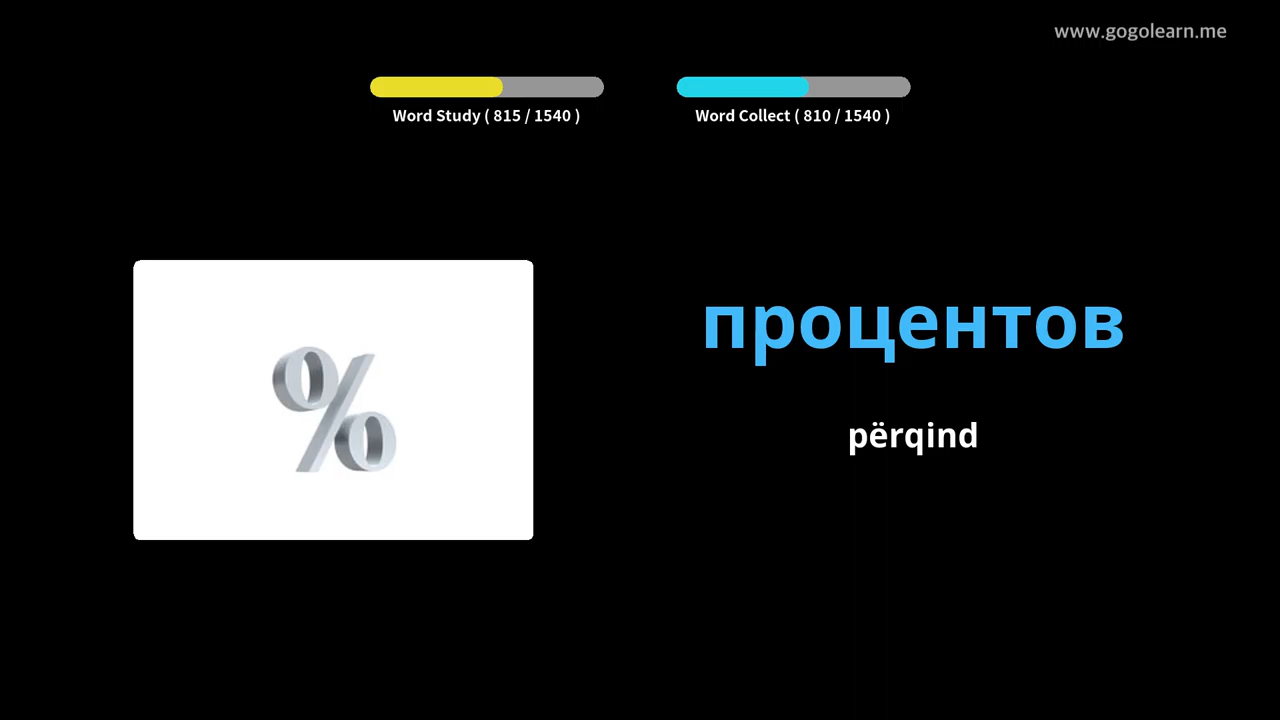 www.gogolearn.me
Word Study ( 815 / 1540 )
Word Collect ( 810 / 1540 )
%
процентов
përqind